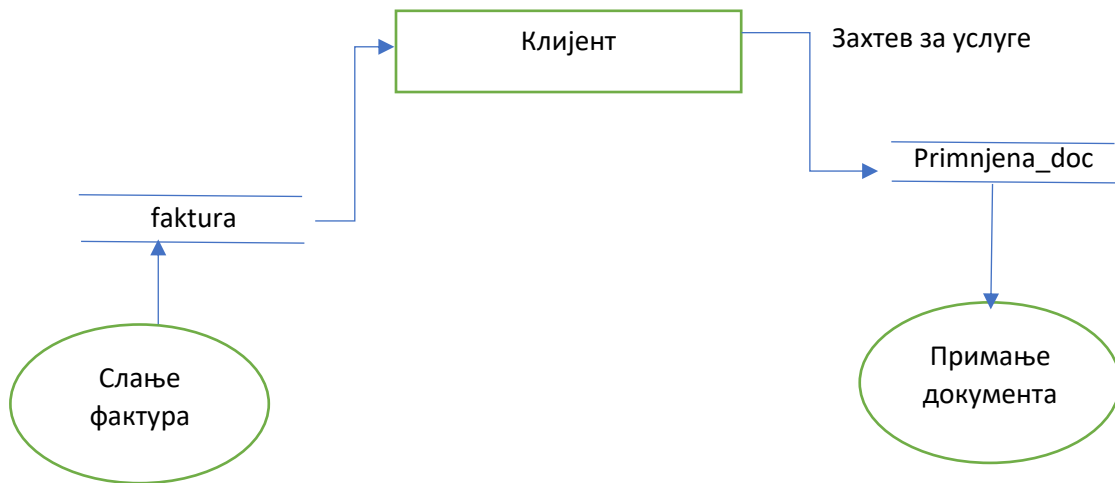 Клијент
Захтев за услуге
Primnjena_doc
faktura
Слање
фактура
Примање
документа